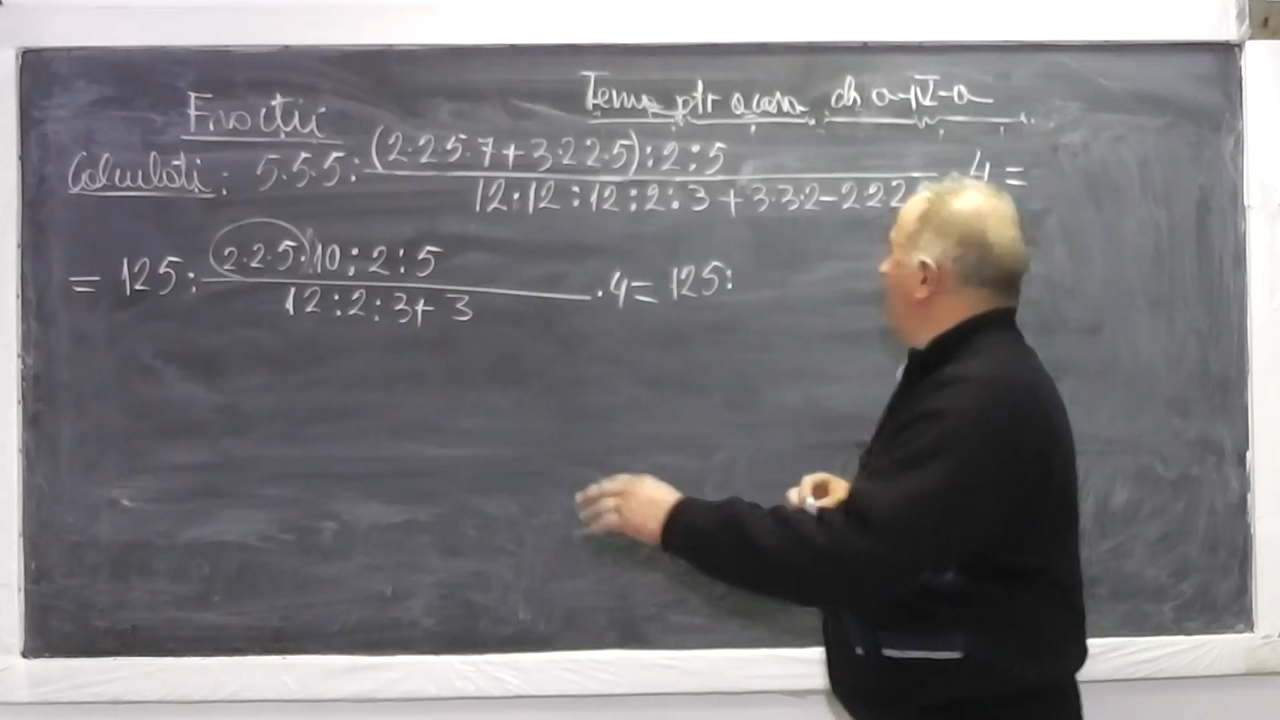 Fracții
Temă ptr acasă cls a-IV-a
Calculați: 5·5·5:
(2·2·5·7+3·2·2·5):2:5
12:12:12:2:3+3·3·2-2·2·2
·4=
= 125:
(2·2·5)·10:2:5
12:2:3+3
·4= 125: